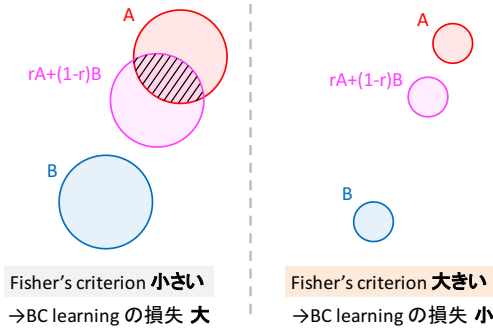 A
rA+(1-r)B
B
Fisher's criterion 小さい
→BC learning の損失 大
A
rA+(1-r)B
B
Fisher's criterion 大きい
→BC learning の損失 小